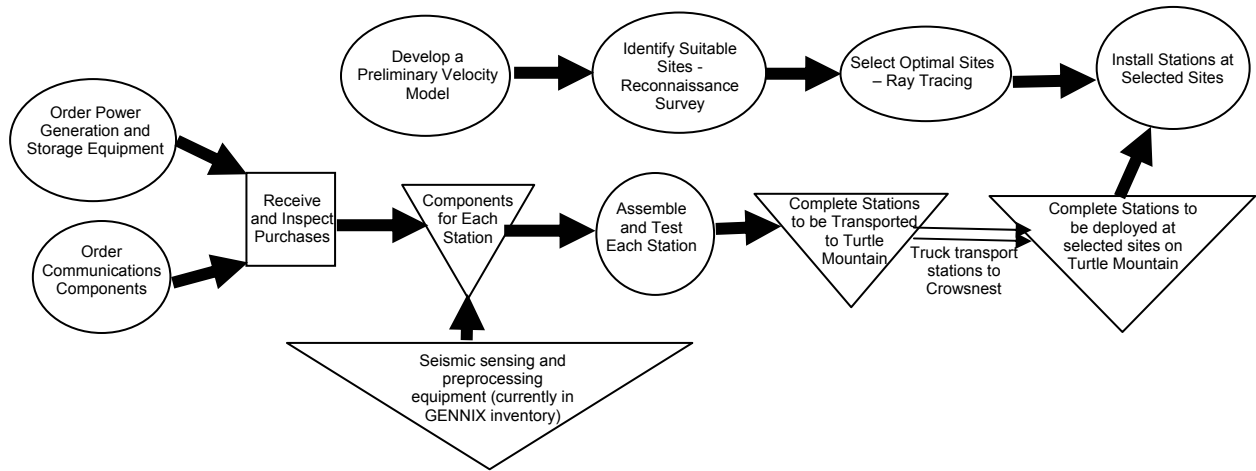 Develop a
Preliminary Velocity
Model
Identify Suitable
Sites -
Reconnaissance
Survey
Select Optimal Sites
– Ray Tracing
Install Stations at
Selected Sites
Order Power
Generation and
Storage Equipment
Order
Communications
Components
Receive
and Inspect
Purchases
Components
for Each
Station
Assemble
and Test
Each Station
Complete Stations
to be Transported
to Turtle
Mountain
Truck transport
stations to
Crowsnest
Complete Stations to
be deployed at
selected sites on
Turtle Mountain
Seismic sensing and
preprocessing
equipment (currently in
GENNIX inventory)